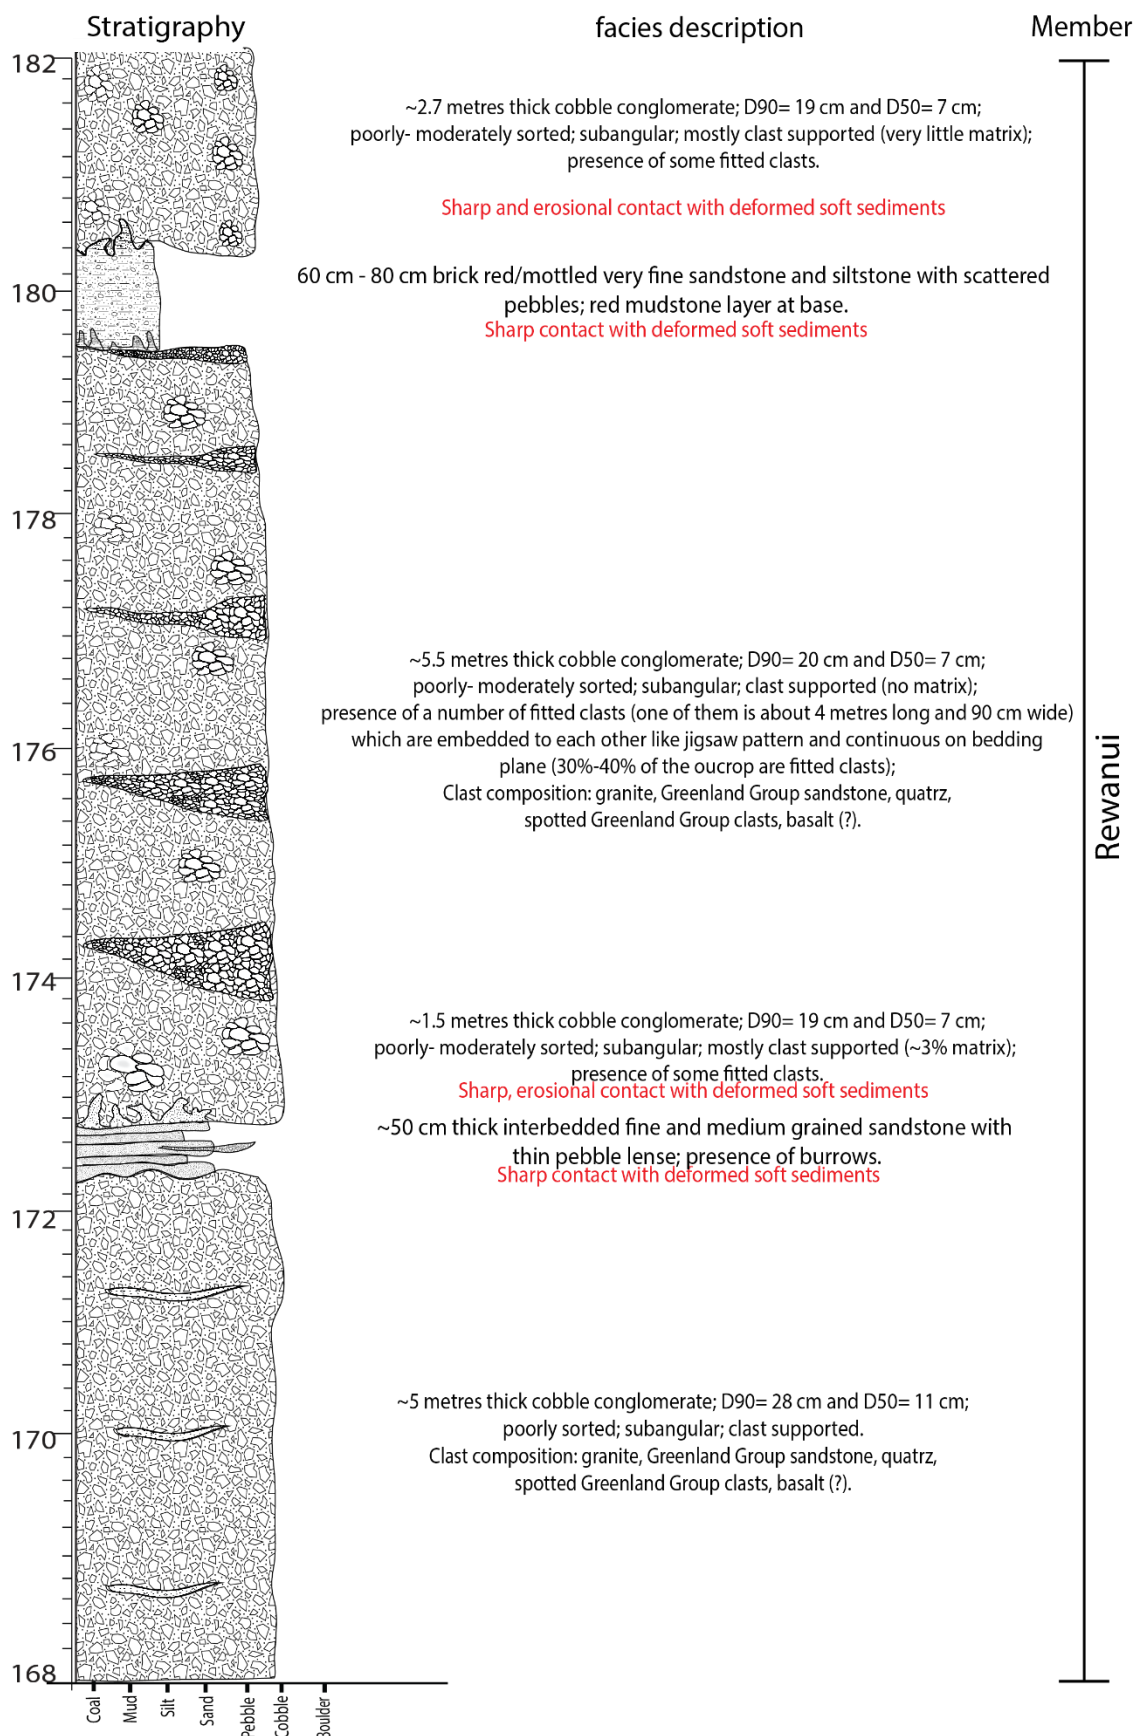 Stratigraphy
facies description
Member
182
~2.7 metres thick cobble conglomerate; D90= 19 cm and D50= 7 cm;
poorly- moderately sorted; subangular; mostly clast supported (very little matrix);
presence of some fitted clasts.
Sharp and erosional contact with deformed soft sediments
180
60 cm - 80 cm brick red/mottled very fine sandstone and siltstone with scattered
pebbles; red mudstone layer at base.
Sharp contact with deformed soft sediments
178
~5.5 metres thick cobble conglomerate; D90= 20 cm and D50= 7 cm;
poorly- moderately sorted; subangular; clast supported (no matrix);
presence of a number of fitted clasts (one of them is about 4 metres long and 90 cm wide)
which are embedded to each other like jigsaw pattern and continuous on bedding
plane (30%-40% of the oucrop are fitted clasts);
Clast composition: granite, Greenland Group sandstone, quatrz,
spotted Greenland Group clasts, basalt (?).
176
Rewanui
174
~1.5 metres thick cobble conglomerate; D90= 19 cm and D50= 7 cm;
poorly- moderately sorted; subangular; mostly clast supported (~3% matrix);
presence of some fitted clasts.
Sharp, erosional contact with deformed soft sediments
~50 cm thick interbedded fine and medium grained sandstone with
thin pebble lense; presence of burrows.
Sharp contact with deformed soft sediments
172
~5 metres thick cobble conglomerate; D90= 28 cm and D50= 11 cm;
poorly sorted; subangular; clast supported.
Clast composition: granite, Greenland Group sandstone, quatrz,
spotted Greenland Group clasts, basalt (?).
170
168
Coal
Mud
Silt
Sand
Pebble
Cobble
Boulder